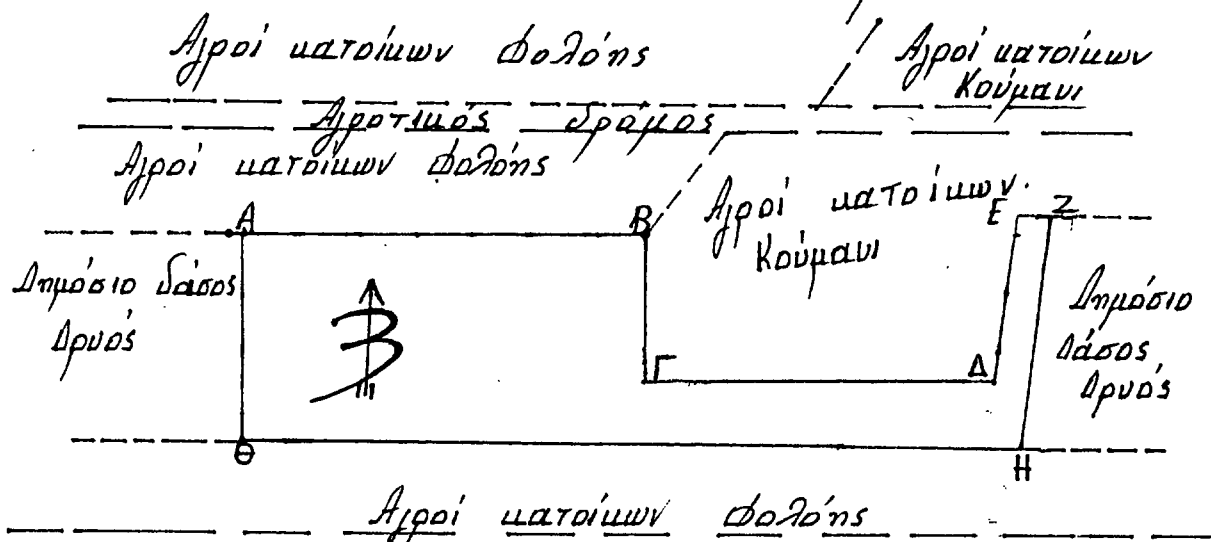 Αγροί κατοίκων Φολόης
Αγροί κατοίκων
Κούμανι
Αγροτικός δρόμος
Αγροί κατοίκων Φολόης
Αγροί κατοίκων.
Κούμανι
Α
Β
Ε
Ζ
Δημόσιο δάσος
Δρυός
Δημόσιο
Δάσος
Δρυός
Γ
Δ
Θ
Η
Αγροί κατοίκων Φολόης